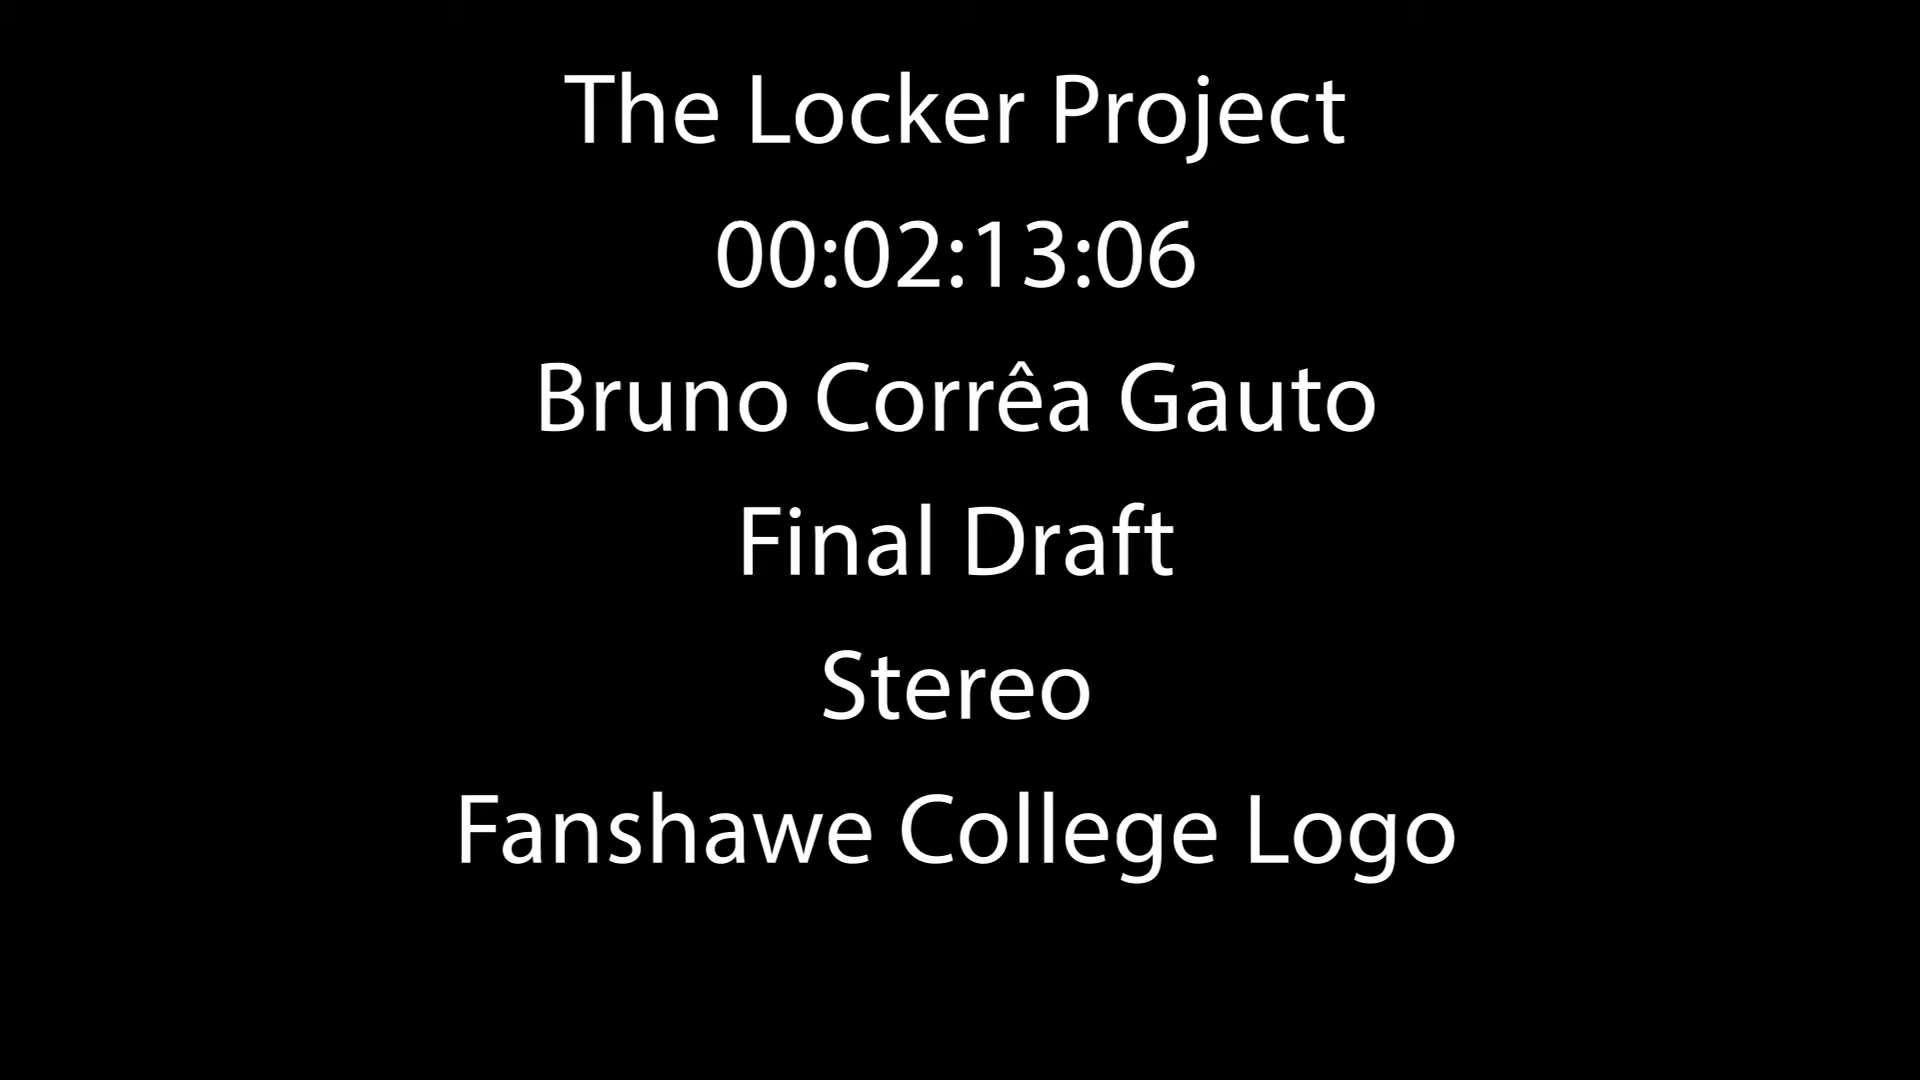 The Locker Project
00:02:13:06
Bruno Corrêa Gauto
Final Draft
Stereo
Fanshawe College Logo